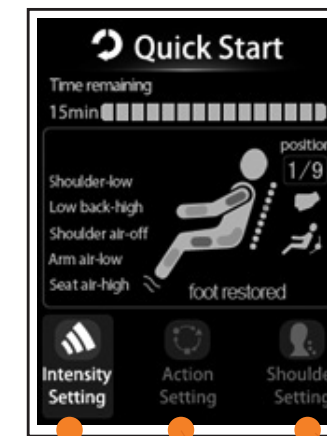 Quick Start
Time remaining
15min
position
1/9
Shoulder-low
Low back-high
Shoulder air-off
Arm air-low
Seat air-high
foot restored
Intensity
Setting
Action
Setting
Shoulde
Setting